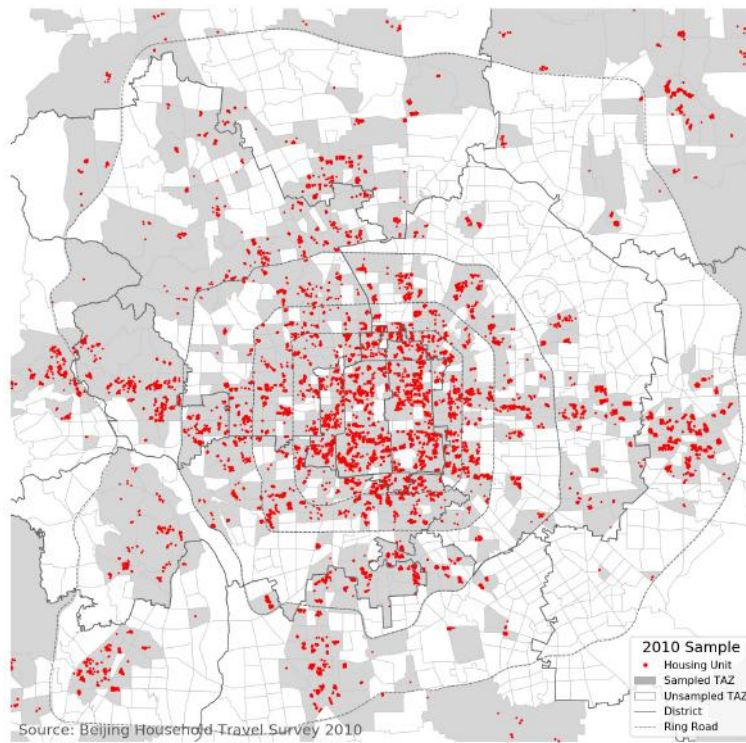 2010 Sample
Housing Unit
Sampled TAZ
Unsampled TAZ
District
Ring Road
Source: Beijing Household Travel Survey 2010